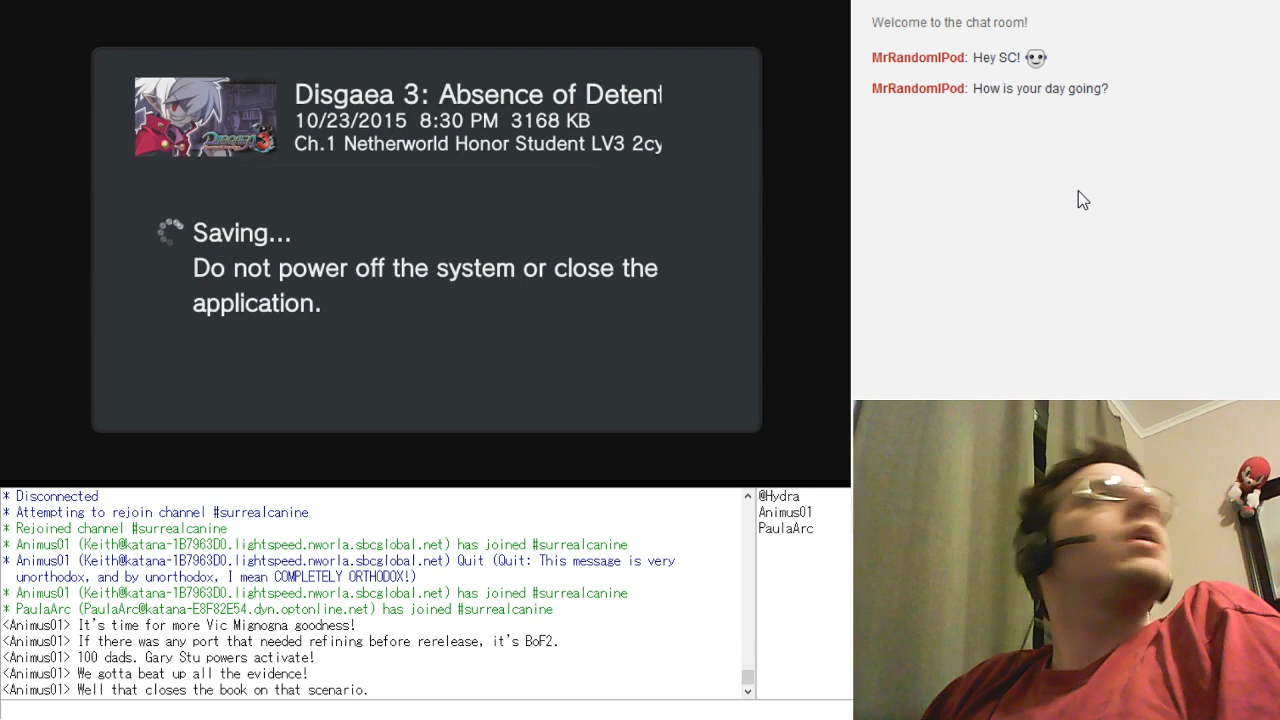 Disgaea 3: Absence of Detent
10/23/2015 8:30 PM 3168 KB
Ch.1 Netherworld Honor Student LV3 2cy
DISGAEA 3
Saving...
Do not power off the system or close the
application.
Welcome to the chat room!
MrRandomIPod: Hey SC!
MrRandomIPod: How is your day going?
* Disconnected
* Attempting to rejoin channel #surrealcanine
* Rejoined channel #surrealcanine
* Animus01 (Keith@katana-1B7963D0.lightspeed.nworla.sbcglobal.net) has joined #surrealcanine
* Animus01 (Keith@katana-1B7963D0.lightspeed.nworla.sbcglobal.net) Quit (Quit: This message is very
unorthodox, and by unorthodox, I mean COMPLETELY ORTHODOX!)
* Animus01 (Keith@katana-1B7963D0.lightspeed.nworla.sbcglobal.net) has joined #surrealcanine
* PaulaArc (PaulaArc@katana-E8F82E54.dyn.optonline.net) has joined #surrealcanine
<Animus01> It's time for more Vic Mignogna goodness!
<Animus01> If there was any port that needed refining before rerelease, it's BoF2.
<Animus01> 100 dads. Gary Stu powers activate!
<Animus01> We gotta beat up all the evidence!
<Animus01> Well that closes the book on that scenario.
@Hydra
Animus01
PaulaArc